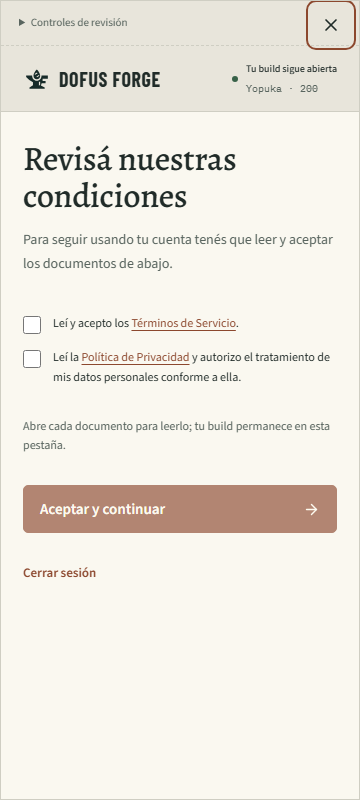 Controles de revisión
DOFUS FORGE
Tu build sigue abierta
Yopuka · 200
Revisá nuestras
condiciones
Para seguir usando tu cuenta tenés que leer y aceptar
los documentos de abajo.
Leí y acepto los Términos de Servicio.
Leí la Política de Privacidad y autorizo el tratamiento de
mis datos personales conforme a ella.
Abre cada documento para leerlo; tu build permanece en esta
pestaña.
Aceptar y continuar
Cerrar sesión